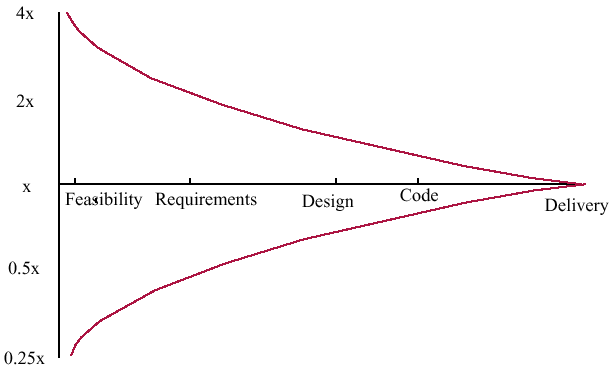 4x
2x
x
Feasibility Requirements Design Code Delivery
0.5x
0.25x